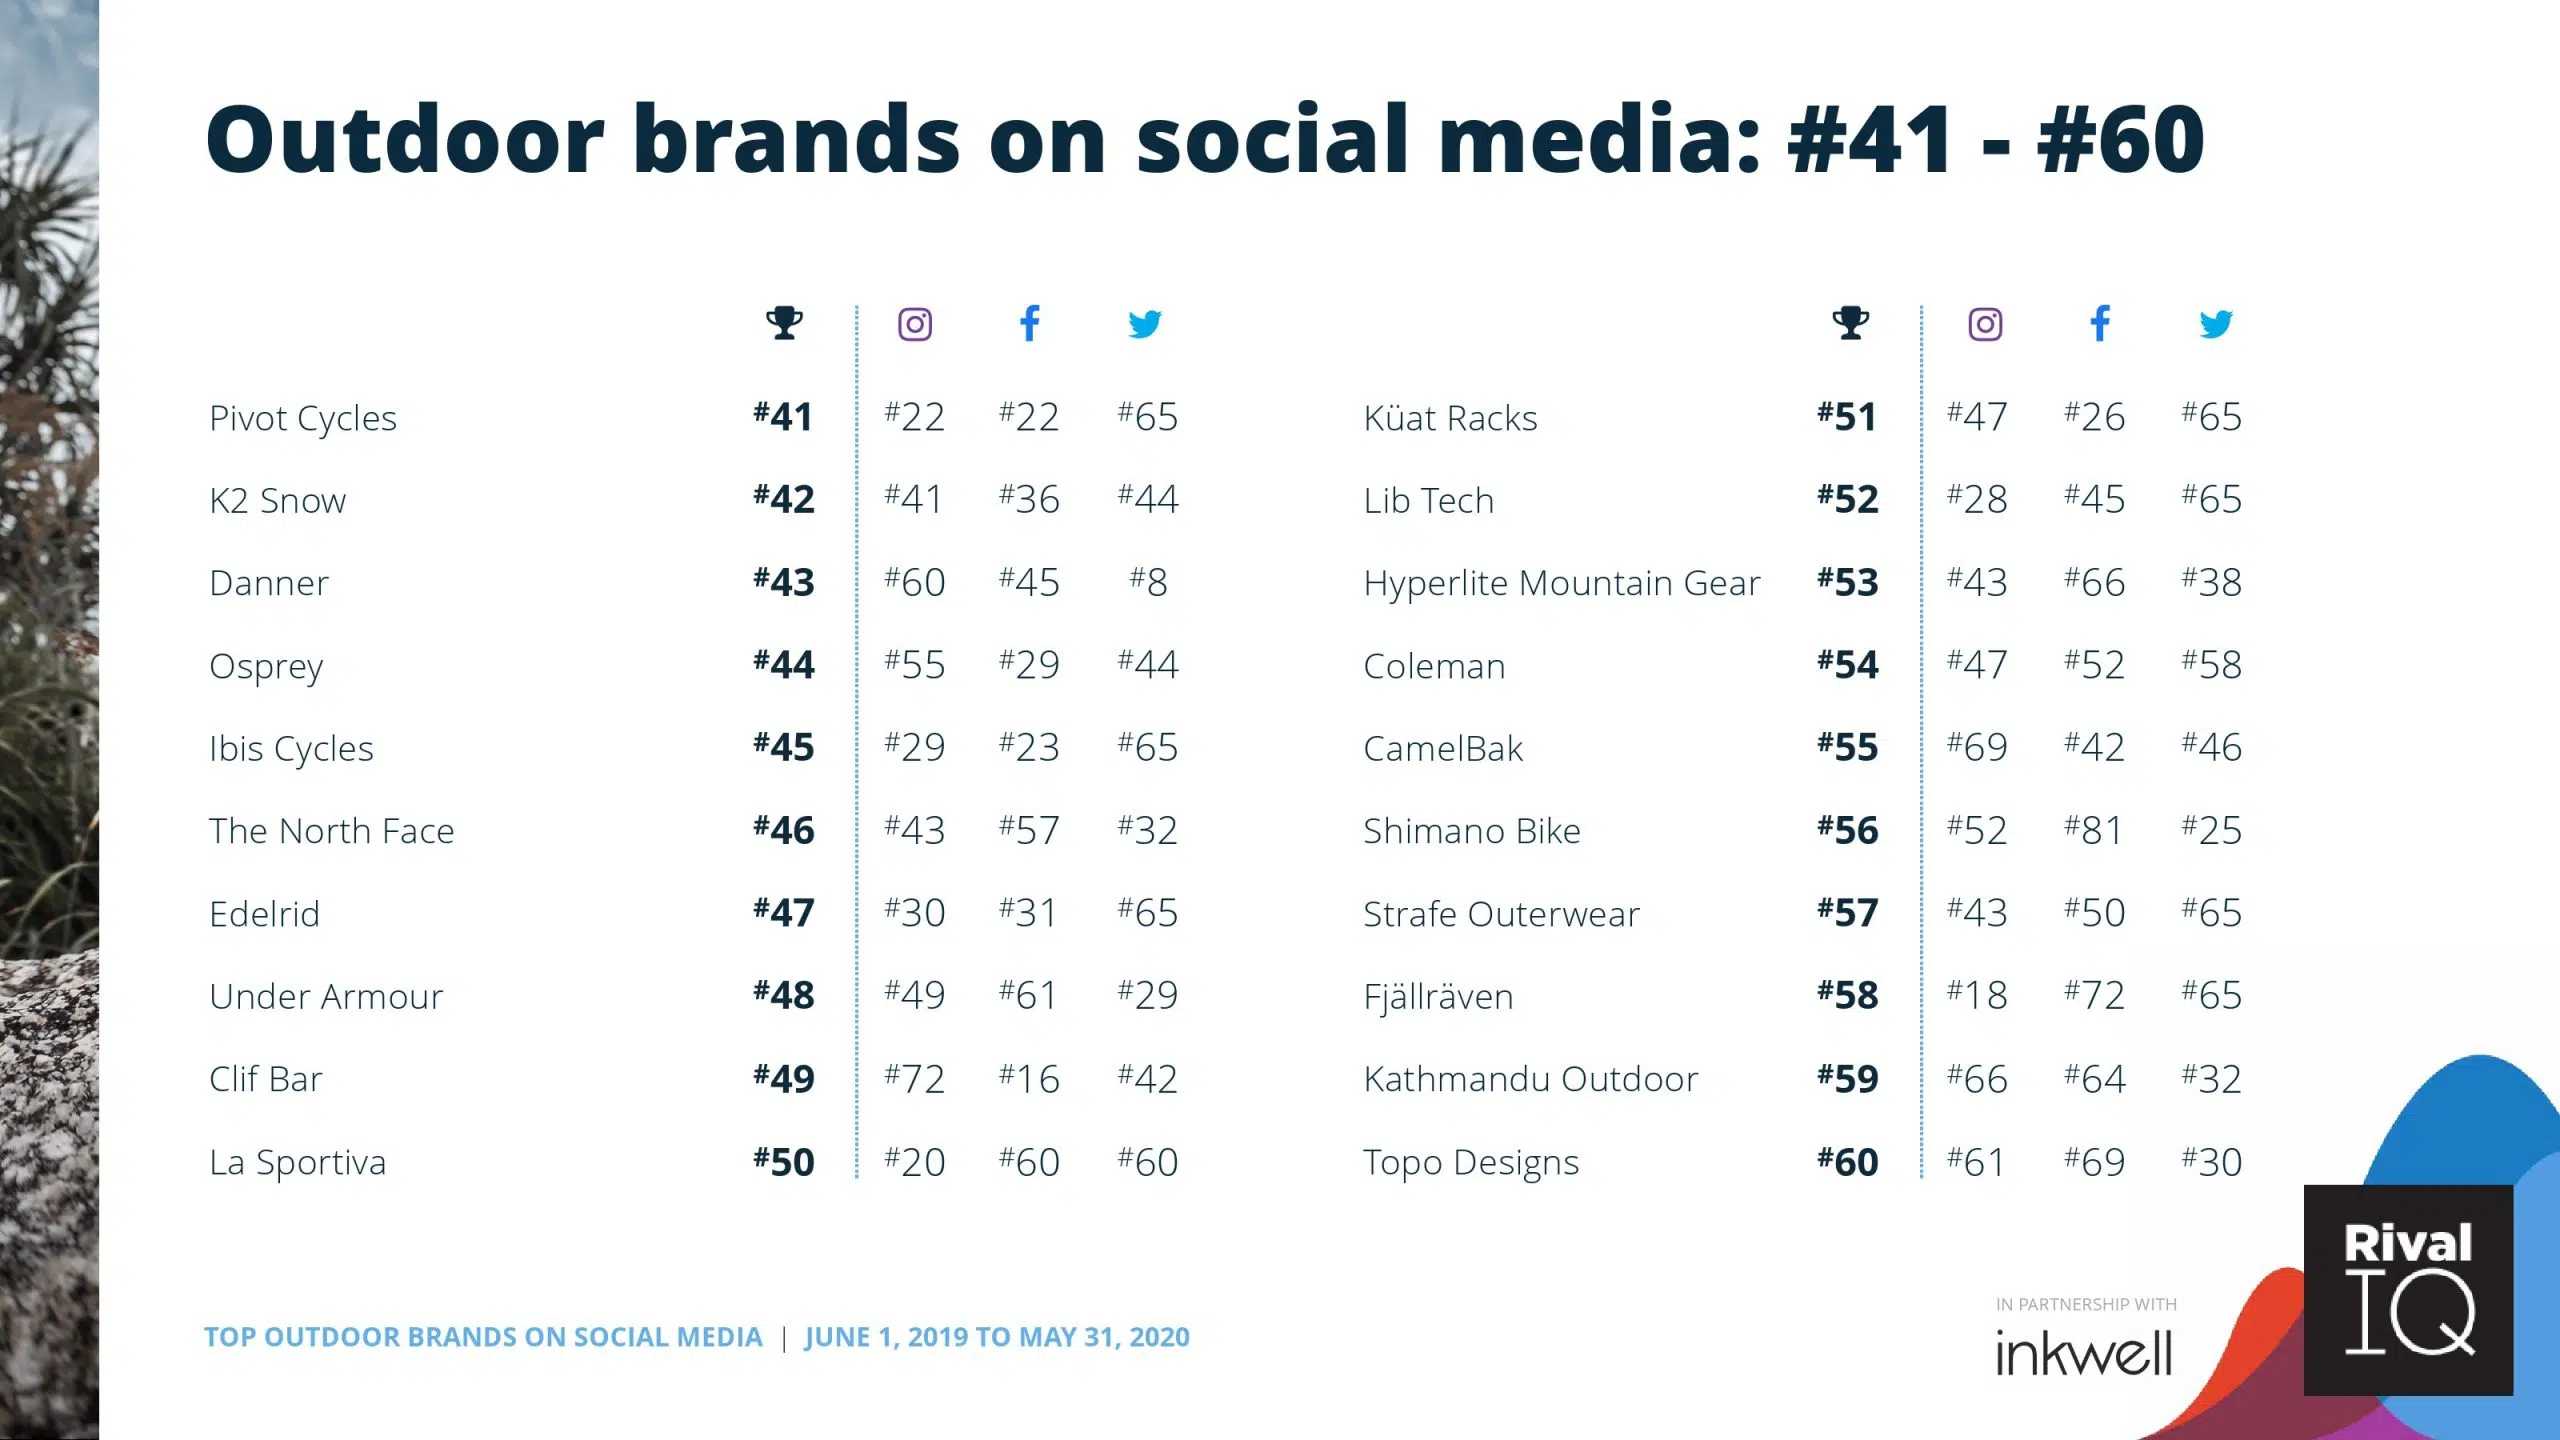 Outdoor brands on social media: #41 - #60
Pivot Cycles #41 #22 #22 #65
K2 Snow #42 #41 #36 #44
Danner #43 #60 #45 #8
Osprey #44 #55 #29 #44
Ibis Cycles #45 #29 #23 #65
The North Face #46 #43 #57 #32
Edelrid #47 #30 #31 #65
Under Armour #48 #49 #61 #29
Clif Bar #49 #72 #16 #42
La Sportiva #50 #20 #60 #60
Küat Racks #51 #47 #26 #65
Lib Tech #52 #28 #45 #65
Hyperlite Mountain Gear #53 #43 #66 #38
Coleman #54 #47 #52 #58
CamelBak #55 #69 #42 #46
Shimano Bike #56 #52 #81 #25
Strafe Outerwear #57 #43 #50 #65
Fjällräven #58 #18 #72 #65
Kathmandu Outdoor #59 #66 #64 #32
Topo Designs #60 #61 #69 #30
TOP OUTDOOR BRANDS ON SOCIAL MEDIA | JUNE 1, 2019 TO MAY 31, 2020
IN PARTNERSHIP WITH
inkwell
Rival
IQ